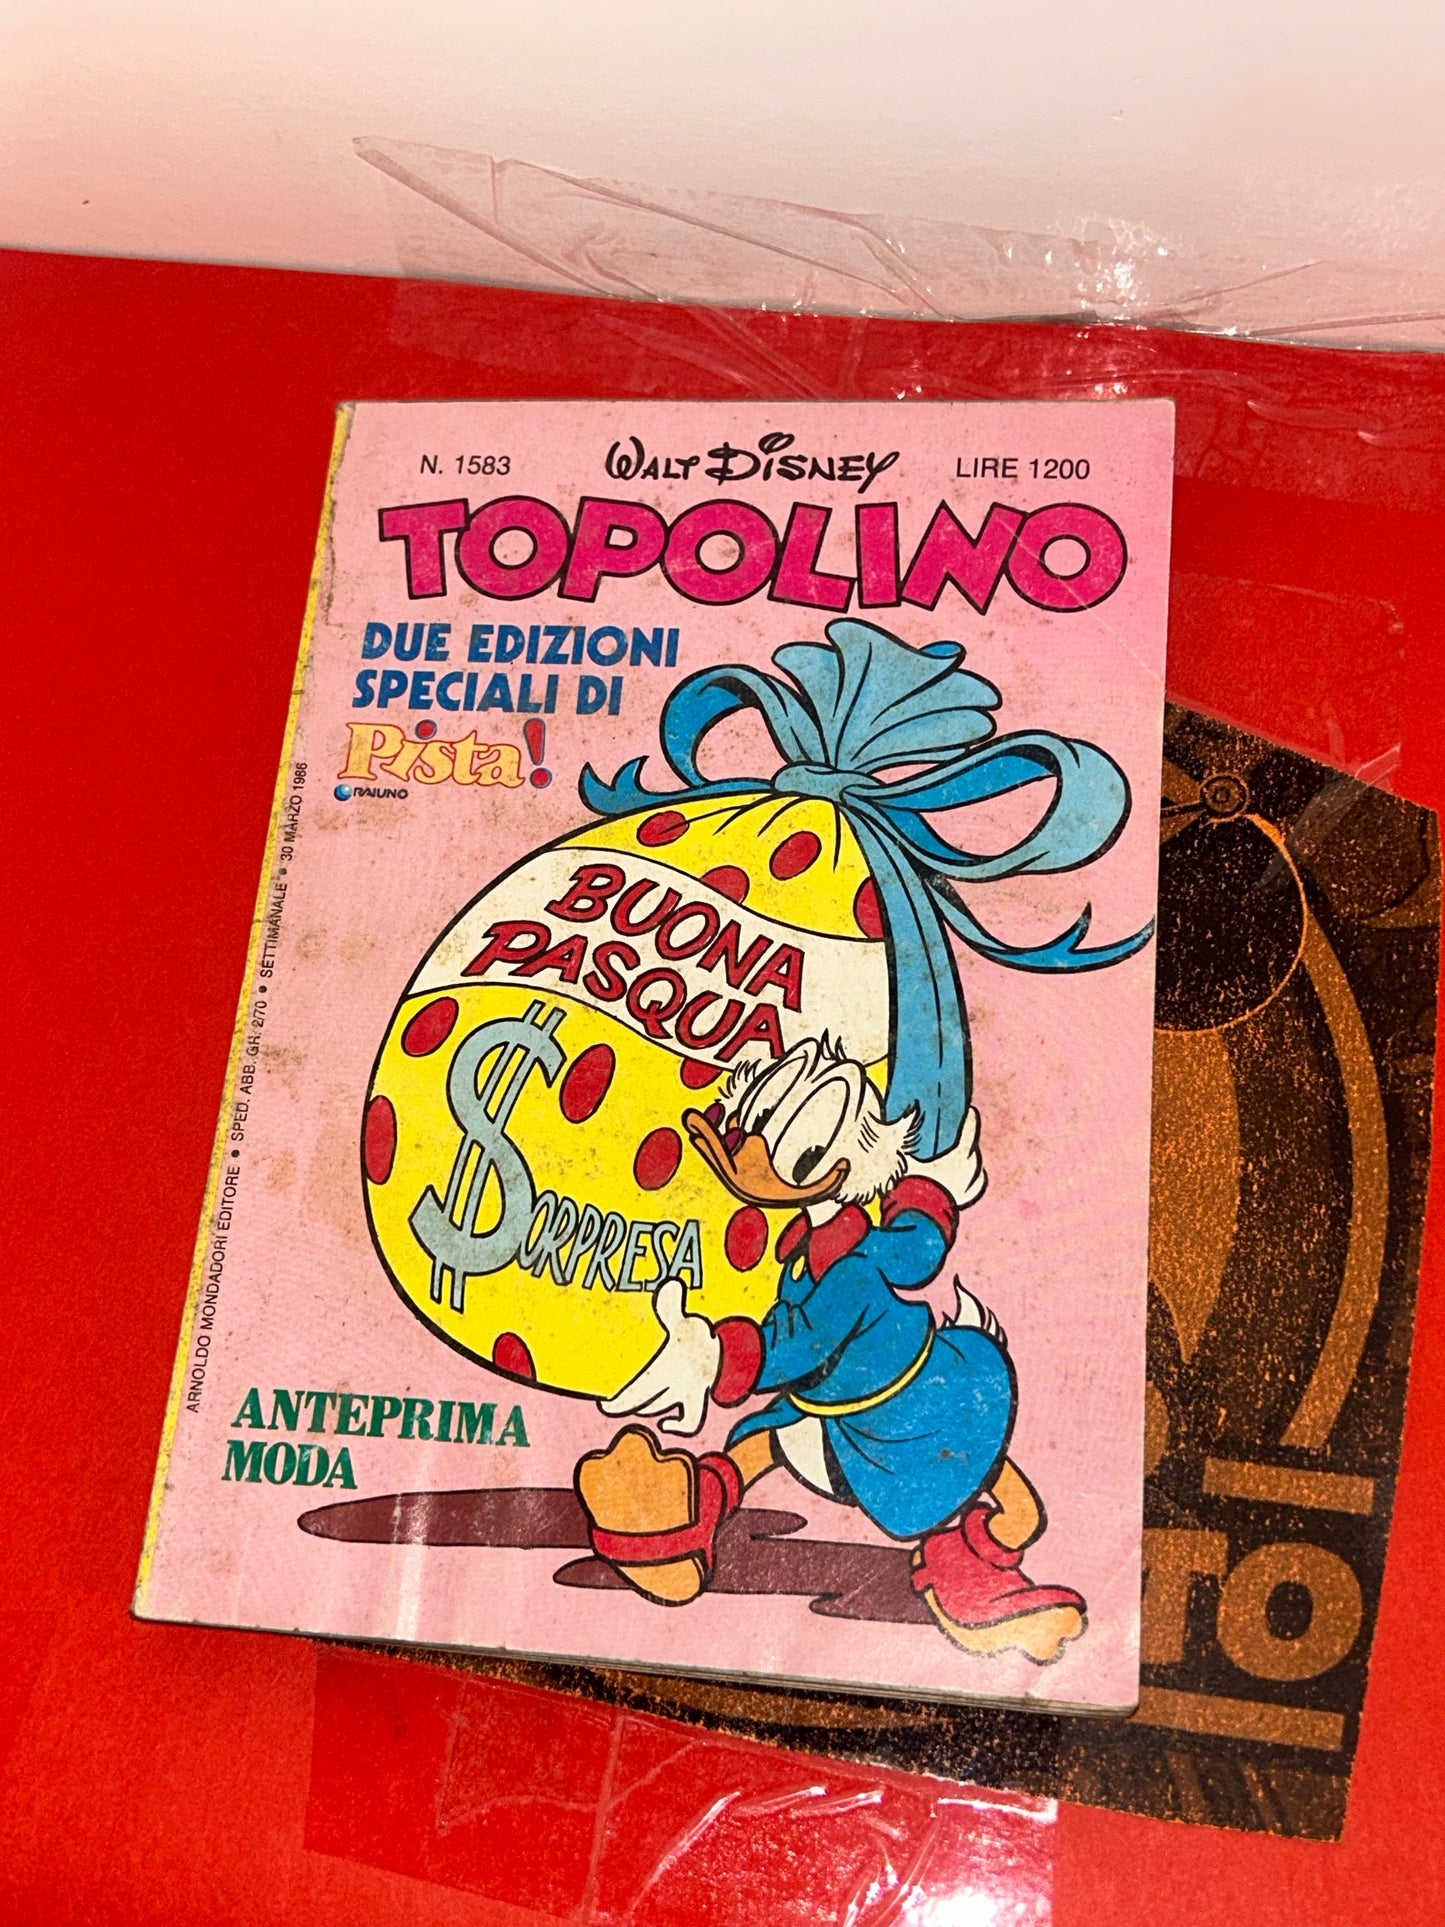 N. 1583
WALT DISNEY
LIRE 1200
TOPOLINO
DUE EDIZIONI
SPECIALI DI
Pista!
RAIUNO
BUONA
PASQUA
$ORPRESA
ANTEPRIMA
MODA
ARNOLDO MONDADORI EDITORE • SPED. ABB. GR. 2/70 • SETTIMANALE • 30 MARZO 1986
TO